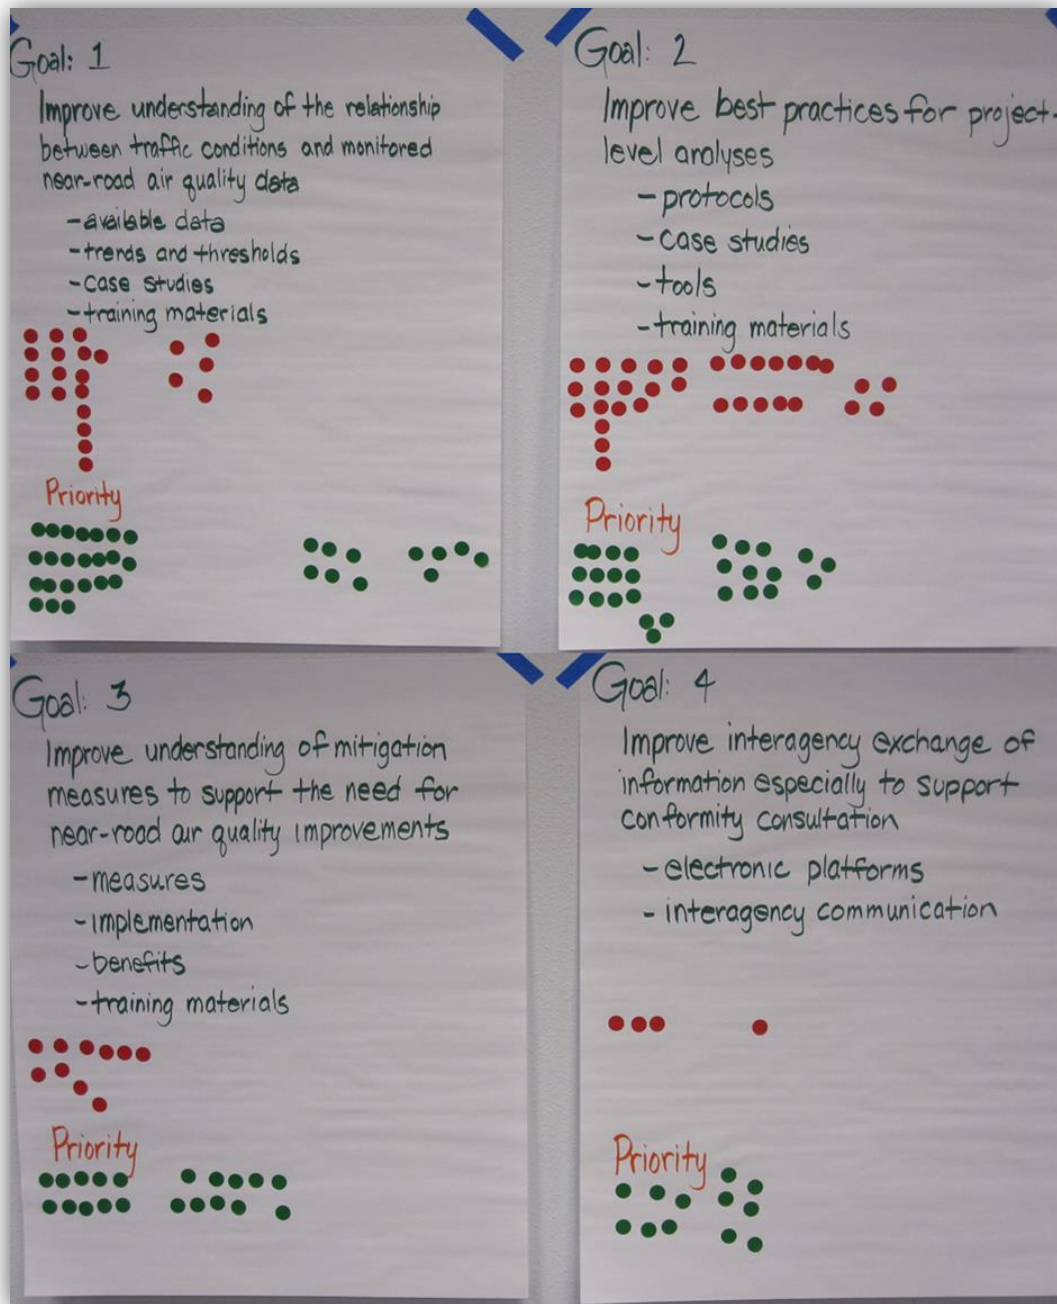 Goal: 1
Improve understanding of the relationship
between traffic conditions and monitored
near-road air quality data
-available data
-trends and thresholds
-case studies
-training materials
Priority
Goal: 2
Improve best practices for project-
level analyses
-protocols
-case studies
-tools
-training materials
Priority
Goal: 3
Improve understanding of mitigation
measures to support the need for
near-road air quality improvements
-measures
-implementation
-benefits
-training materials
Priority
Goal: 4
Improve interagency exchange of
information especially to support
conformity consultation
-electronic platforms
- interagency communication
Priority